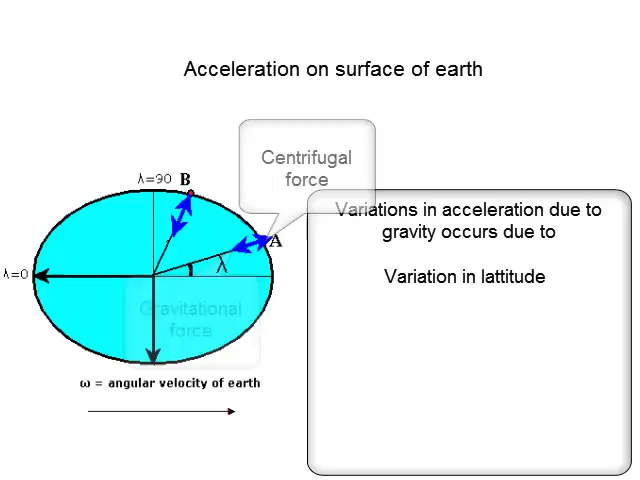 Acceleration on surface of earth
Centrifugal
force
λ=90
B
A
λ
λ=0
Gravitational
force
ω = angular velocity of earth
Variations in acceleration due to
gravity occurs due to
Variation in lattitude